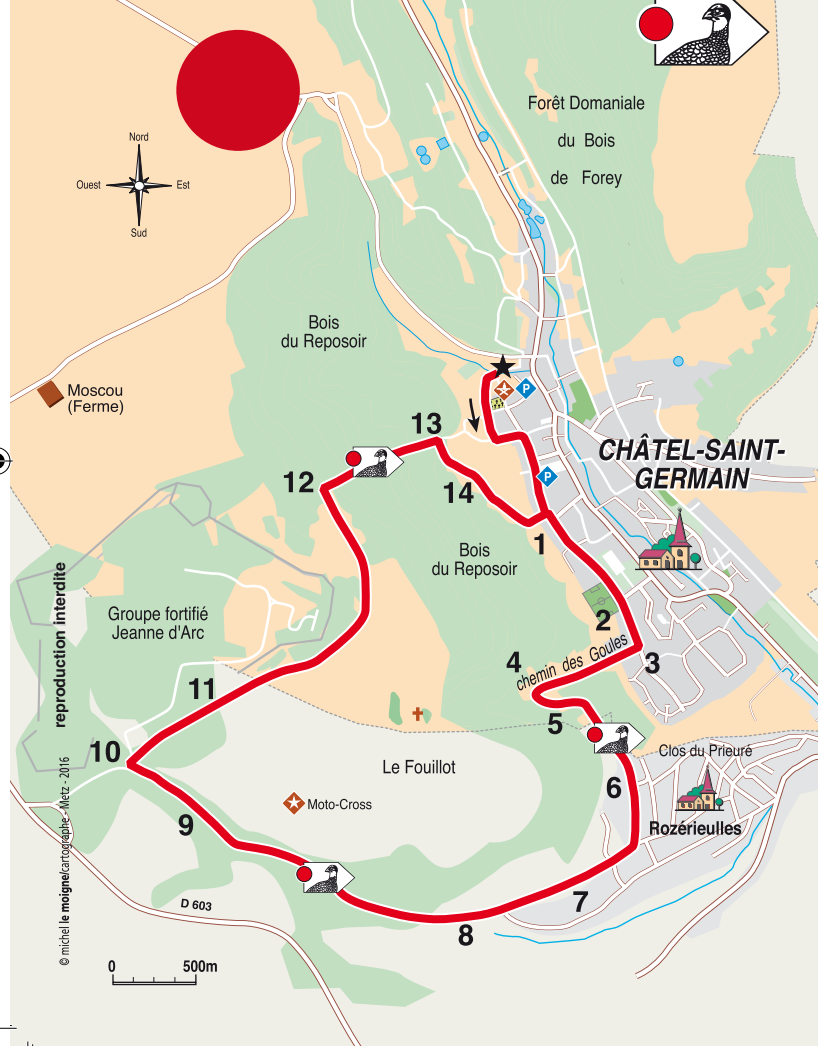 Forêt Domaniale
du Bois
de Forey
Nord
Ouest
Est
Sud
Bois
du Reposoir
Moscou
(Ferme)
P
13
CHÂTEL-SAINT-
GERMAIN
12
P
14
1
Bois
du Reposoir
reproduction interdite
Groupe fortifié
Jeanne d'Arc
2
chemin des Goules
3
4
11
5
10
Clos du Prieuré
Le Fouillot
6
Moto-Cross
9
Rozérieulles
© michel le moigne/cartographe - Metz - 2016
D 603
7
8
0 500m